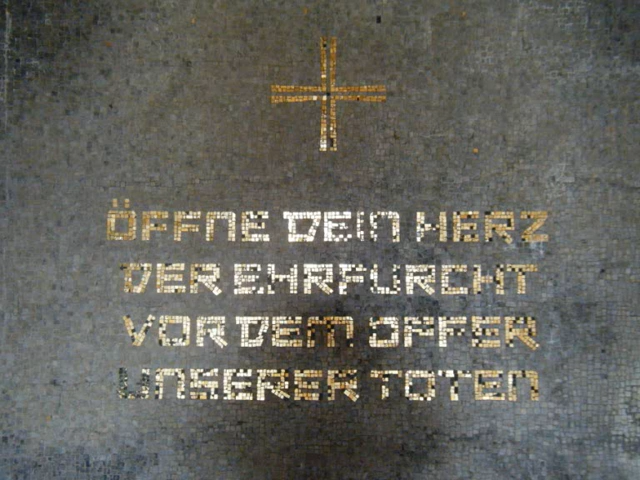 ÖFFNE DEIN HERZ
DER EHRFURCHT
VOR DEM OPFER
UNSERER TOTEN